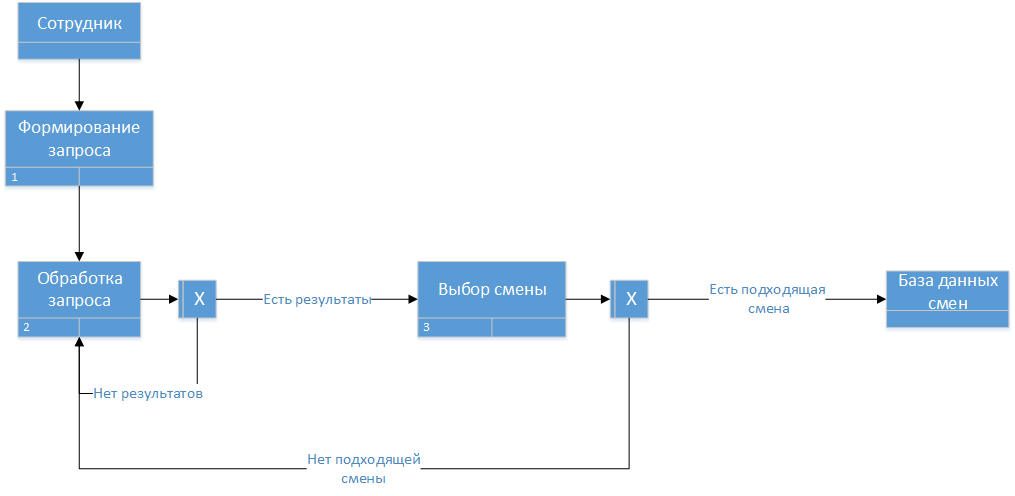 Сотрудник
Формирование
запроса
1
Обработка
запроса
2
X
Есть результаты
Выбор смены
3
X
Есть подходящая
смена
База данных
смен
Нет результатов
Нет подходящей
смены